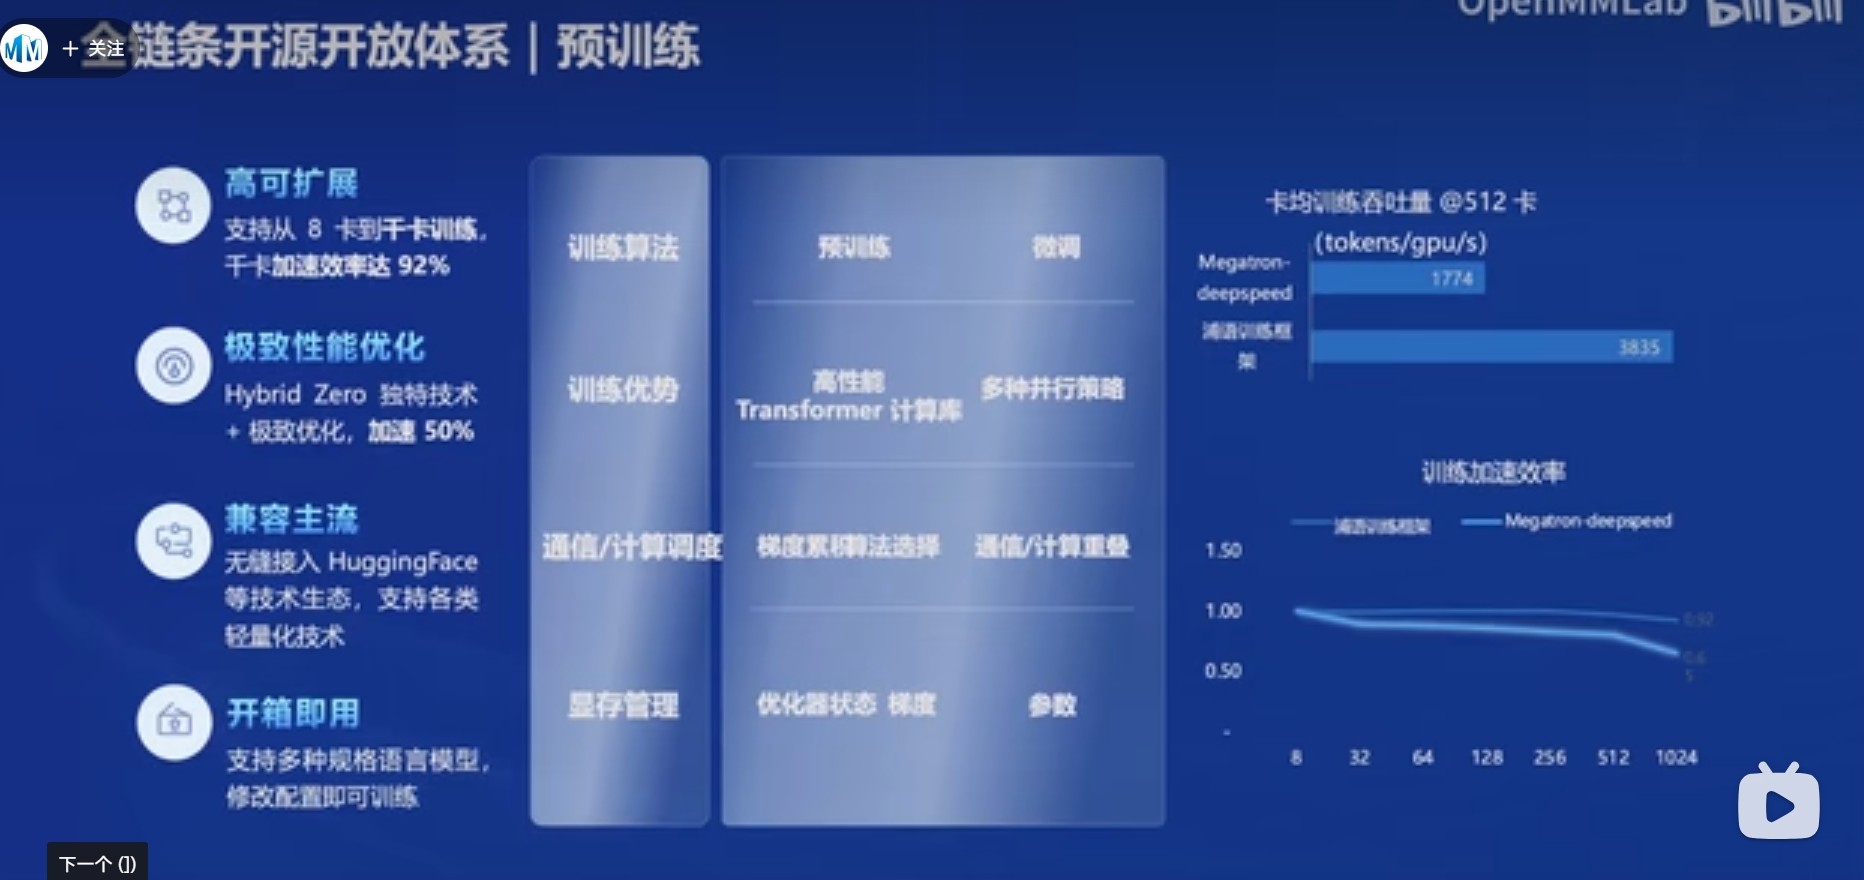 OpenMMLab bilibili
全链条开源开放体系 | 预训练
+ 关注
高可扩展
支持从 8 卡到千卡训练,
千卡加速效率达 92%
极致性能优化
Hybrid Zero 独特技术
+ 极致优化, 加速 50%
兼容主流
无缝接入 HuggingFace
等技术生态, 支持各类
轻量化技术
开箱即用
支持多种规格语言模型,
修改配置即可训练
训练算法
预训练 微调
训练优势
高性能
Transformer 计算库
多种并行策略
通信/计算调度
梯度累积算法选择 通信/计算重叠
显存管理
优化器状态 梯度 参数
卡均训练吞吐量 @512 卡
(tokens/gpu/s)
Megatron-
deepspeed
1774
浦语训练框
架
3835
训练加速效率
浦语训练框架 Megatron-deepspeed
1.50
1.00
0.50
-
0.92
0.6
5
8 32 64 128 256 512 1024
下一个 (])